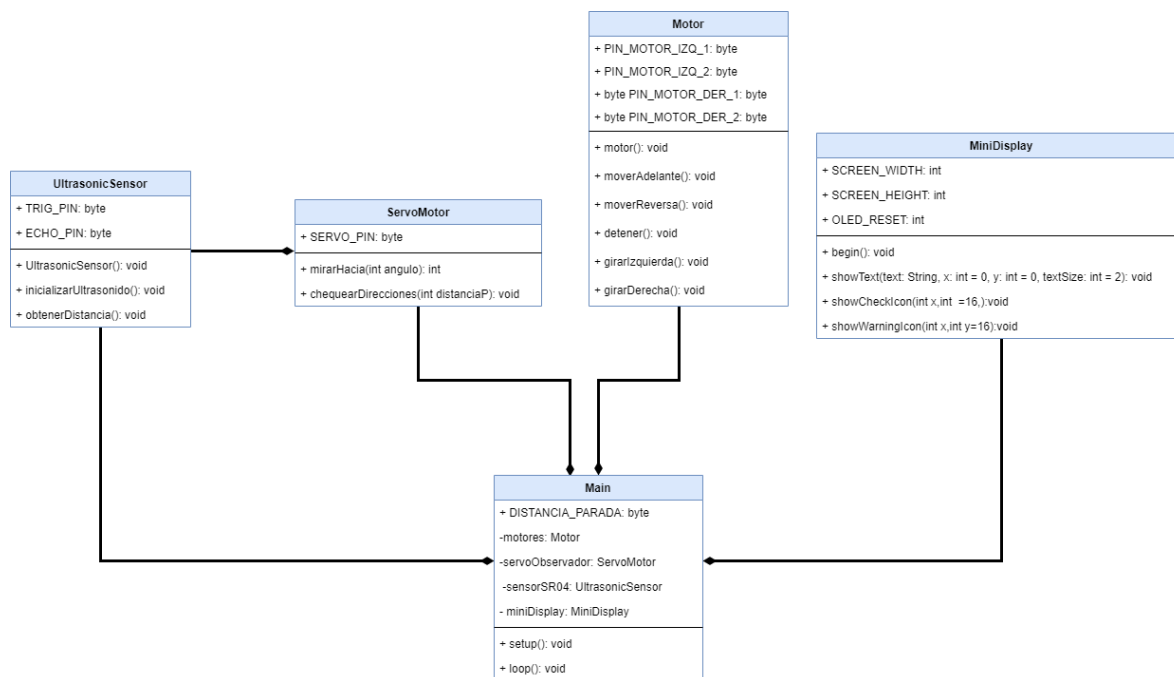 Motor
+ PIN_MOTOR_IZQ_1: byte
+ PIN_MOTOR_IZQ_2: byte
+ byte PIN_MOTOR_DER_1: byte
+ byte PIN_MOTOR_DER_2: byte
+ motor(): void
+ moverAdelante(): void
+ moverReversa(): void
+ detener(): void
+ girarIzquierda(): void
+ girarDerecha(): void
MiniDisplay
+ SCREEN_WIDTH: int
+ SCREEN_HEIGHT: int
+ OLED_RESET: int
+ begin(): void
+ showText(text: String, x: int = 0, y: int = 0, textSize: int = 2): void
+ showCheckIcon(int x,int =16,):void
+ showWarningIcon(int x,int y=16):void
UltrasonicSensor
+ TRIG_PIN: byte
+ ECHO_PIN: byte
+ UltrasonicSensor(): void
+ inicializarUltrasonido(): void
+ obtenerDistancia(): void
ServoMotor
+ SERVO_PIN: byte
+ mirarHacia(int angulo): int
+ chequearDirecciones(int distanciaP): void
Main
+ DISTANCIA_PARADA: byte
-motores: Motor
-servoObservador: ServoMotor
-sensorSR04: UltrasonicSensor
- miniDisplay: MiniDisplay
+ setup(): void
+ loop(): void